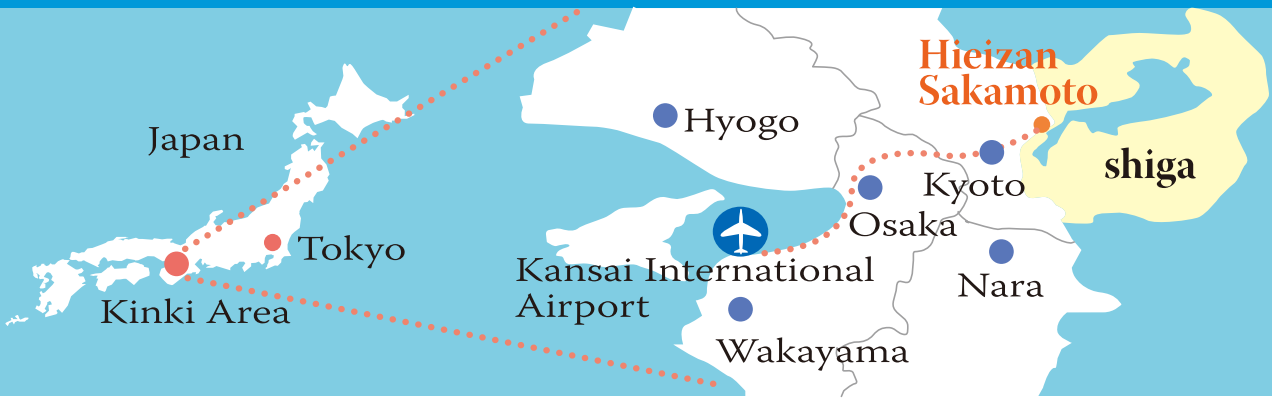 Japan
Tokyo
Kinki Area
Hyogo
Hieizan
Sakamoto
shiga
Kyoto
Osaka
Kansai International
Airport
Nara
Wakayama